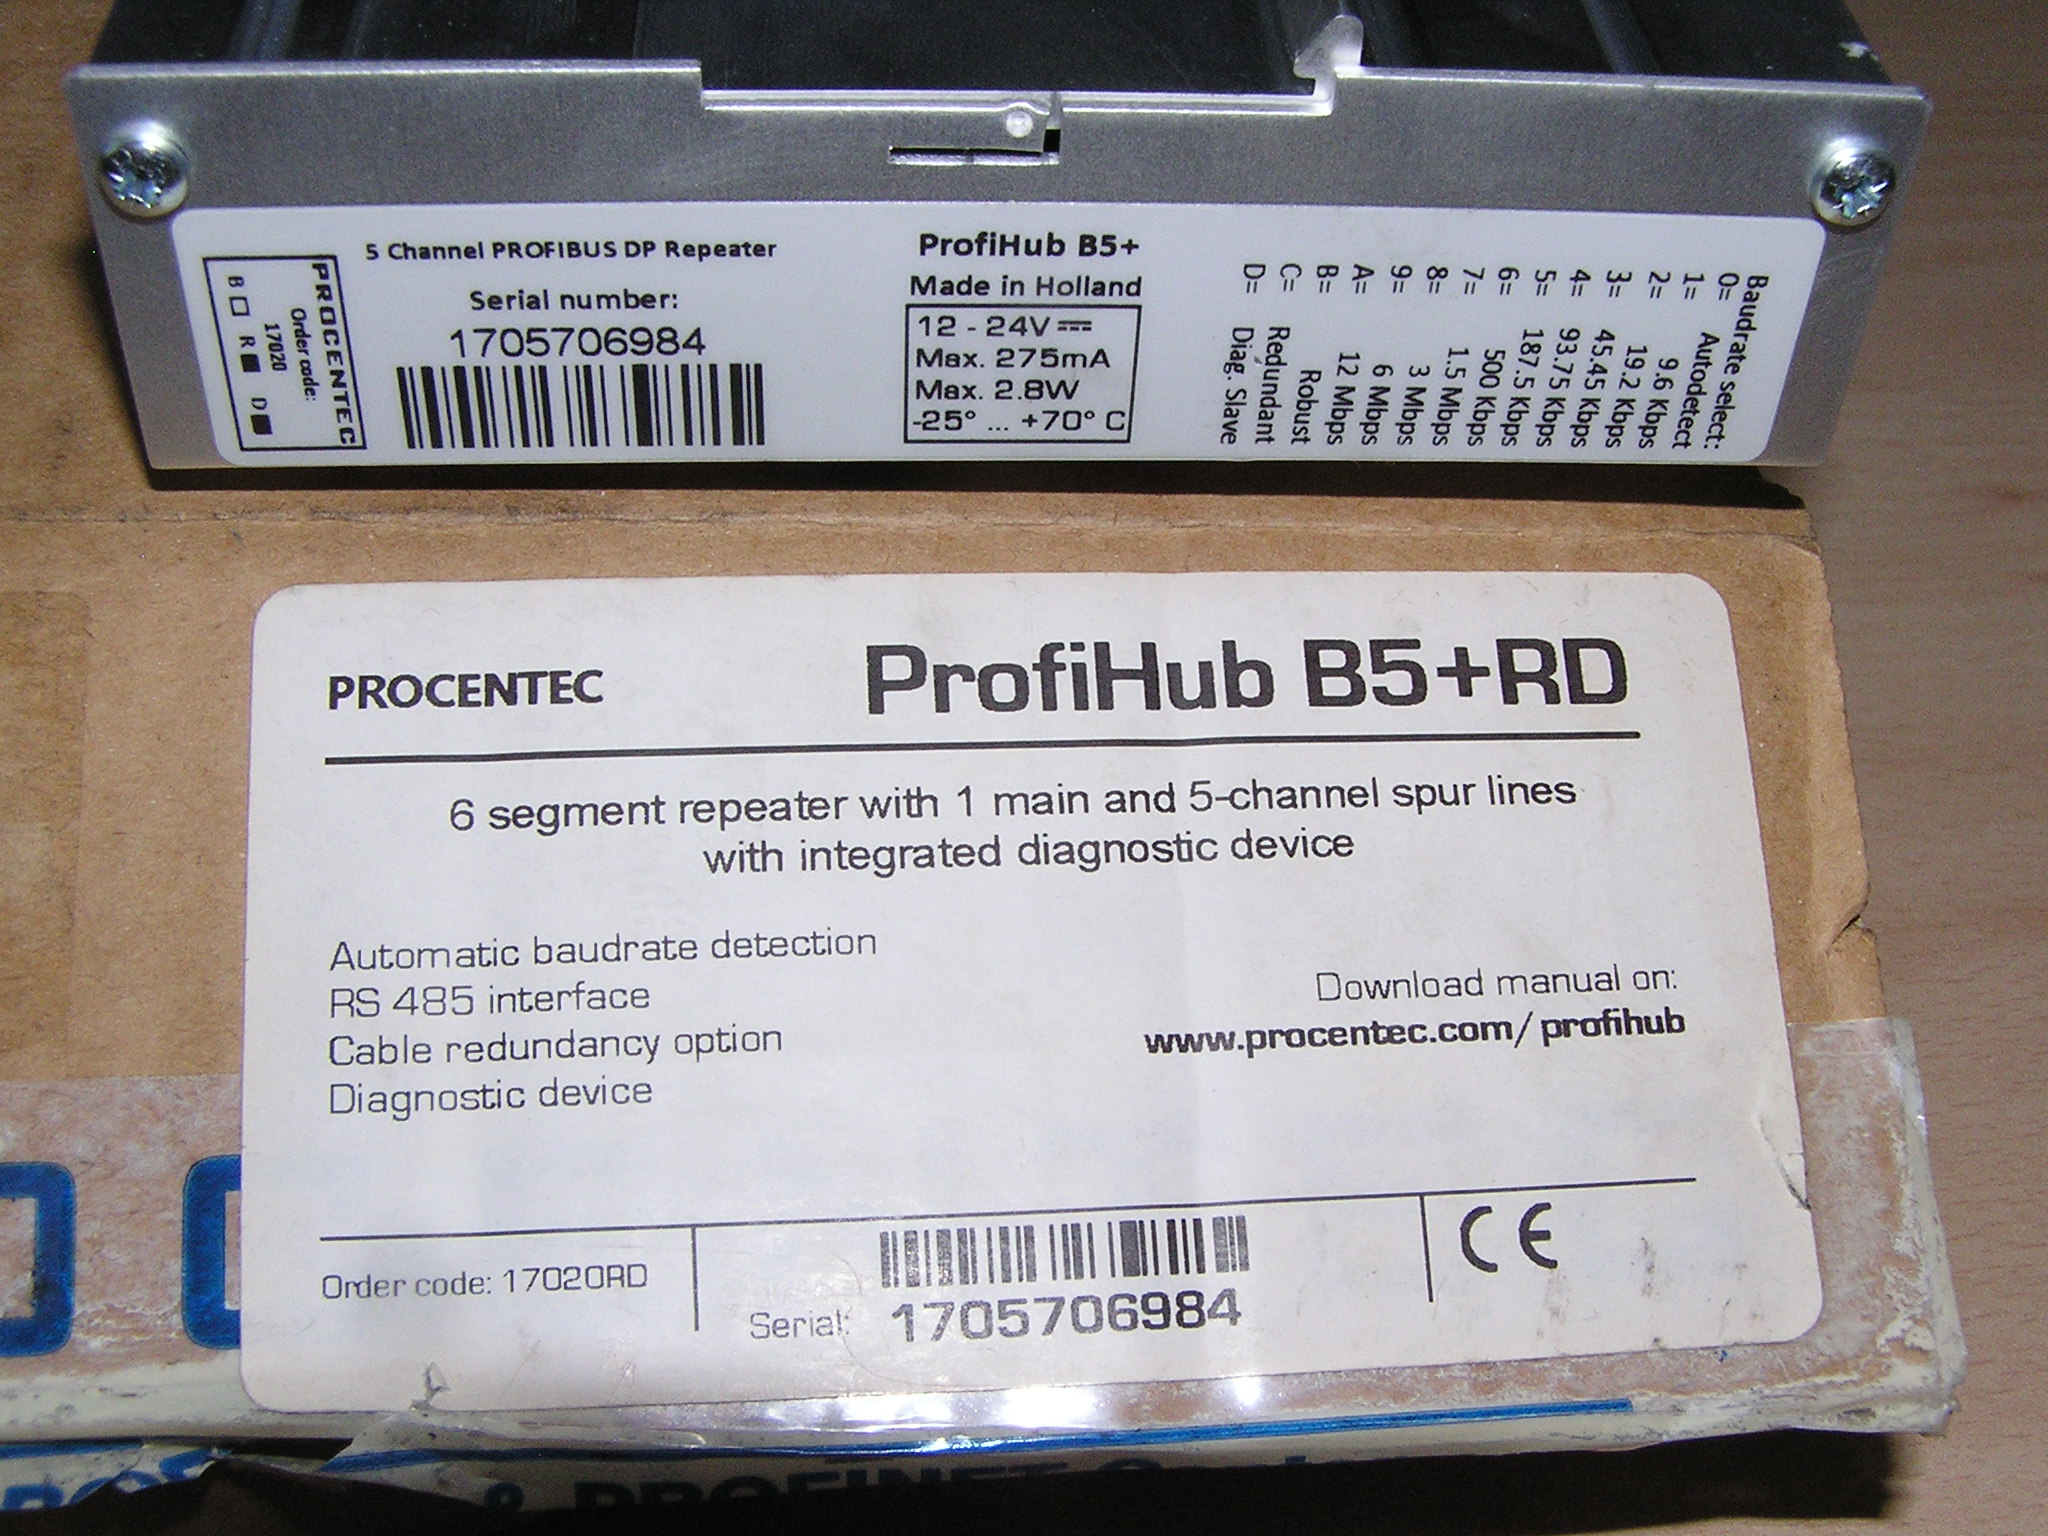 PROCENTEC
Order code:
17020
B □ R ■ D ■
5 Channel PROFIBUS DP Repeater
Serial number:
1705706984
ProfiHub B5+
Made in Holland
12 - 24V
Max. 275mA
Max. 2.8W
-25° ... +70° C
Baudrate select:
0= Autodetect
1= 9.6 Kbps
2= 19.2 Kbps
3= 45.45 Kbps
4= 93.75 Kbps
5= 187.5 Kbps
6= 500 Kbps
7= 1.5 Mbps
8= 3 Mbps
9= 6 Mbps
A= 12 Mbps
B= Robust
C= Redundant
D= Diag. Slave
PROCENTEC
ProfiHub B5+RD
6 segment repeater with 1 main and 5-channel spur lines
with integrated diagnostic device
Automatic baudrate detection
RS 485 interface
Cable redundancy option
Diagnostic device
Download manual on:
www.procentec.com/profihub
Order code: 17020RD
Serial: 1705706984
CE
& PROFINET